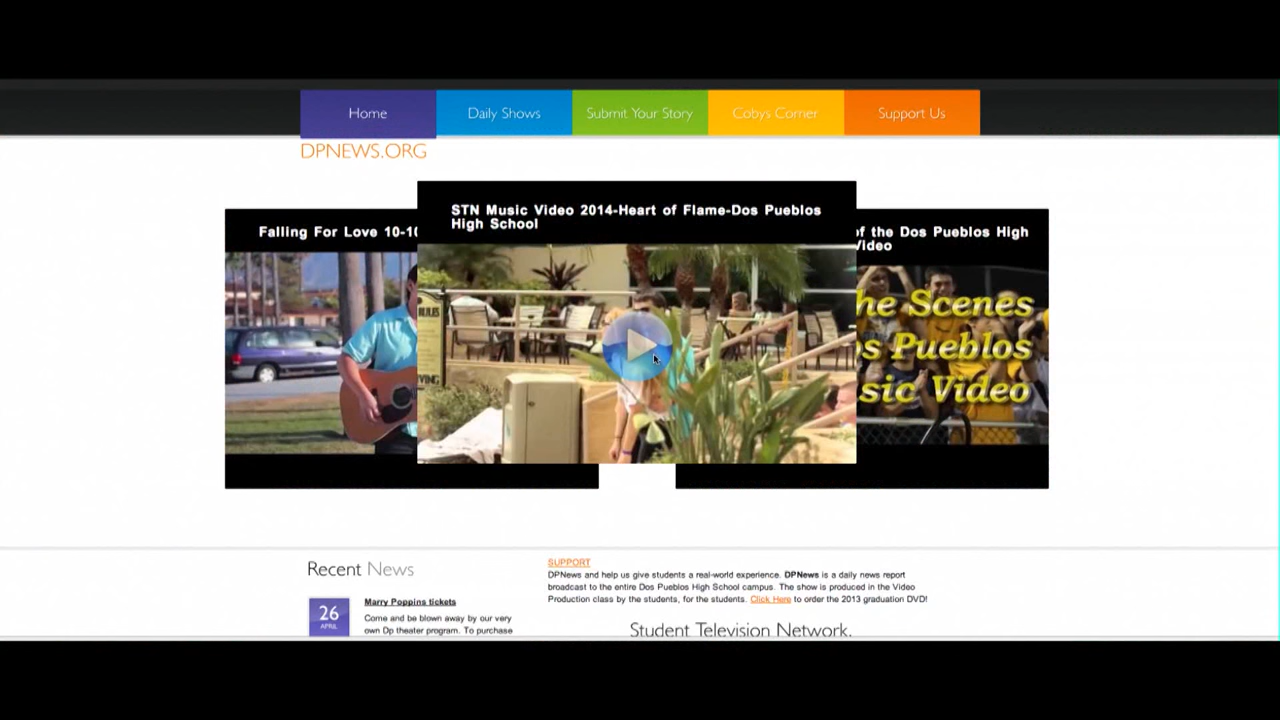 Home
Daily Shows
Submit Your Story
Cobys Corner
Support Us
DPNEWS.ORG
Falling For Love 10-10
STN Music Video 2014-Heart of Flame-Dos Pueblos
High School
of the Dos Pueblos High
Video
he Scenes
s Pueblos
sic Video
Recent News
26
APRIL
Marry Poppins tickets
Come and be blown away by our very
own Dp theater program. To purchase
SUPPORT
DPNews and help us give students a real-world experience. DPNews is a daily news report
broadcast to the entire Dos Pueblos High School campus. The show is produced in the Video
Production class by the students, for the students. Click Here to order the 2013 graduation DVD!
Student Television Network.